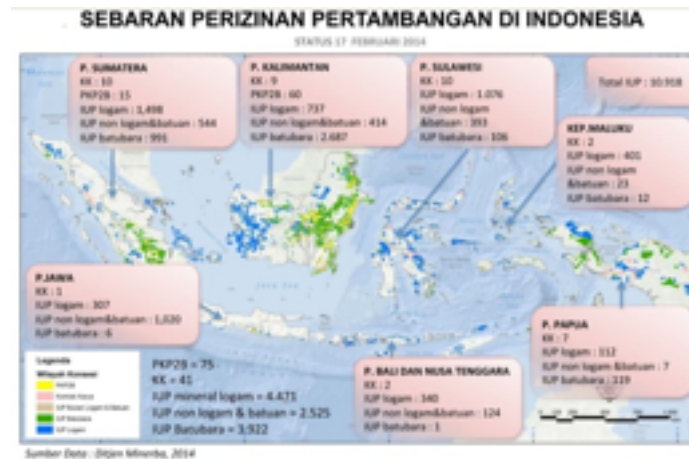 SEBARAN PERIZINAN PERTAMBANGAN DI INDONESIA
STATUS 17 FEBRUARI 2014
P. SUMATERA
KK : 10
PKP2B : 15
IUP logam : 1,498
IUP non logam&batuan : 544
IUP batubara : 991
P. KALIMANTAN
KK : 9
PKP2B : 60
IUP logam : 737
IUP non logam&batuan : 414
IUP batubara : 2.687
P. SULAWESI
KK : 10
IUP logam : 1.076
IUP non logam
&batuan : 393
IUP batubara : 106
Total IUP : 10.918
KEP.MALUKU
KK : 2
IUP logam : 401
IUP non logam
&batuan : 23
IUP batubara : 12
P.JAWA
KK : 1
IUP logam : 307
IUP non logam&batuan : 1,020
IUP batubara : 6
P. PAPUA
KK : 7
IUP logam : 112
IUP non logam &batuan : 7
IUP batubara : 119
P. BALI DAN NUSA TENGGARA
KK : 2
IUP logam : 340
IUP non logam&batuan : 124
IUP batubara : 1
Legenda
Wilayah Konsesi
PKP2B
IUP Batubara
IUP Logam
PKP2B = 75
KK = 41
IUP mineral logam = 4.471
IUP non logam & batuan = 2.525
IUP Batubara = 3,922
Sumber Data : Ditjen Minerba, 2014